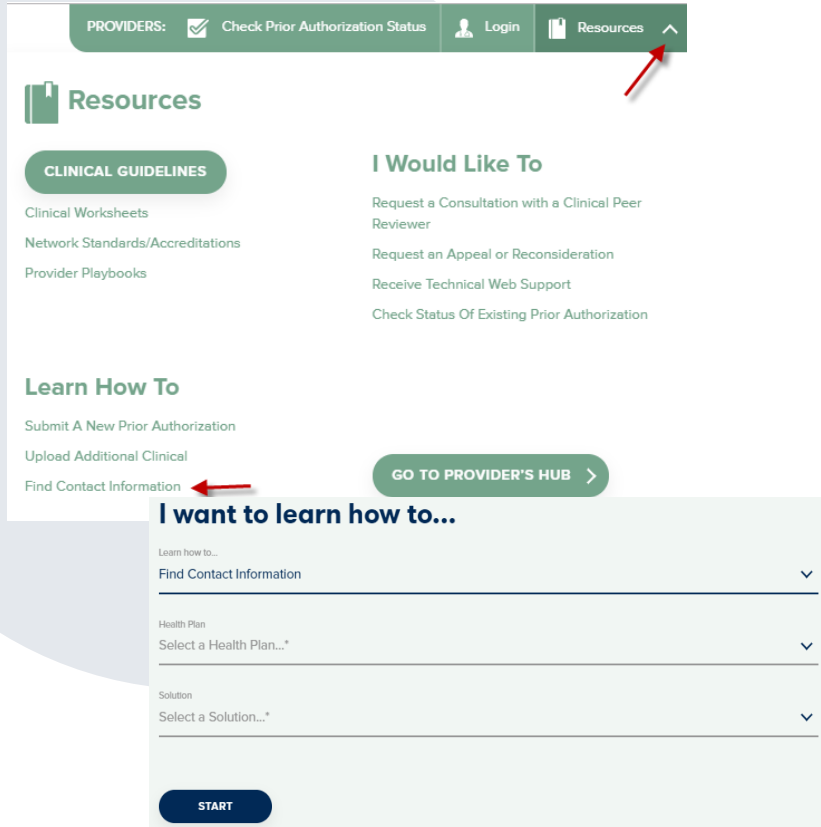 PROVIDERS: Check Prior Authorization Status Login Resources
Resources
CLINICAL GUIDELINES
Clinical Worksheets
Network Standards/Accreditations
Provider Playbooks
I Would Like To
Request a Consultation with a Clinical Peer
Reviewer
Request an Appeal or Reconsideration
Receive Technical Web Support
Check Status Of Existing Prior Authorization
Learn How To
Submit A New Prior Authorization
Upload Additional Clinical
Find Contact Information
GO TO PROVIDER'S HUB
I want to learn how to...
Learn how to...
Find Contact Information
Health Plan
Select a Health Plan...*
Solution
Select a Solution...*
START